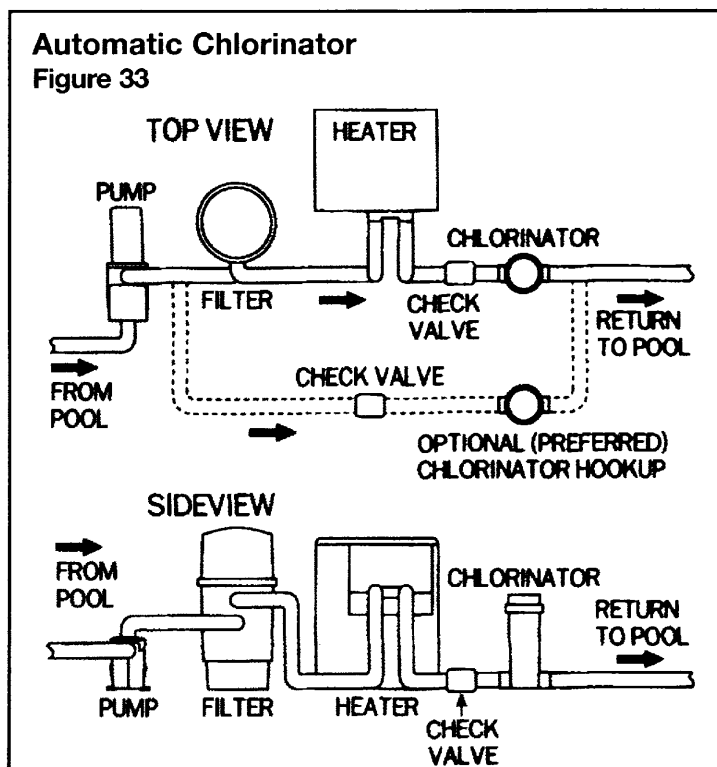 Automatic Chlorinator
Figure 33
TOP VIEW
HEATER
PUMP
CHLORINATOR
FILTER
CHECK
VALVE
RETURN
TO POOL
FROM
POOL
CHECK VALVE
OPTIONAL (PREFERRED)
CHLORINATOR HOOKUP
SIDEVIEW
FROM
POOL
CHLORINATOR
RETURN
TO POOL
PUMP
FILTER
HEATER
CHECK
VALVE